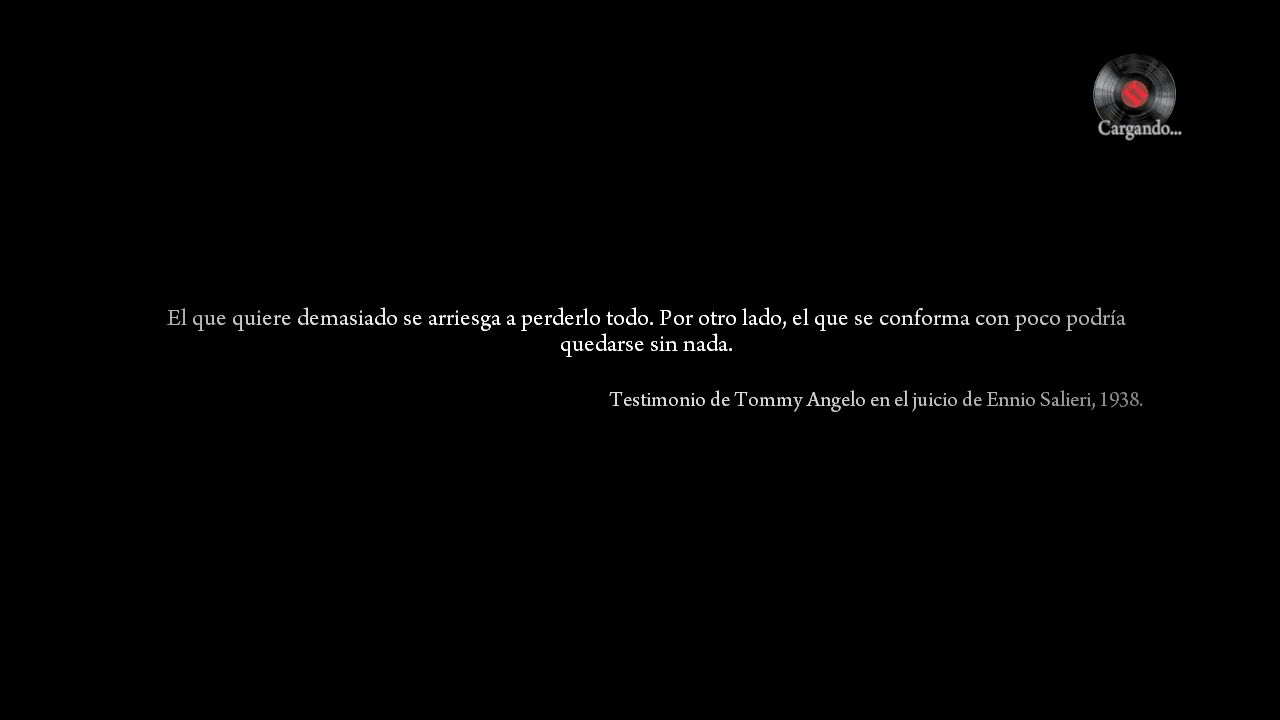 Cargando...
El que quiere demasiado se arriesga a perderlo todo. Por otro lado, el que se conforma con poco podría
quedarse sin nada.
Testimonio de Tommy Angelo en el juicio de Ennio Salieri, 1938.